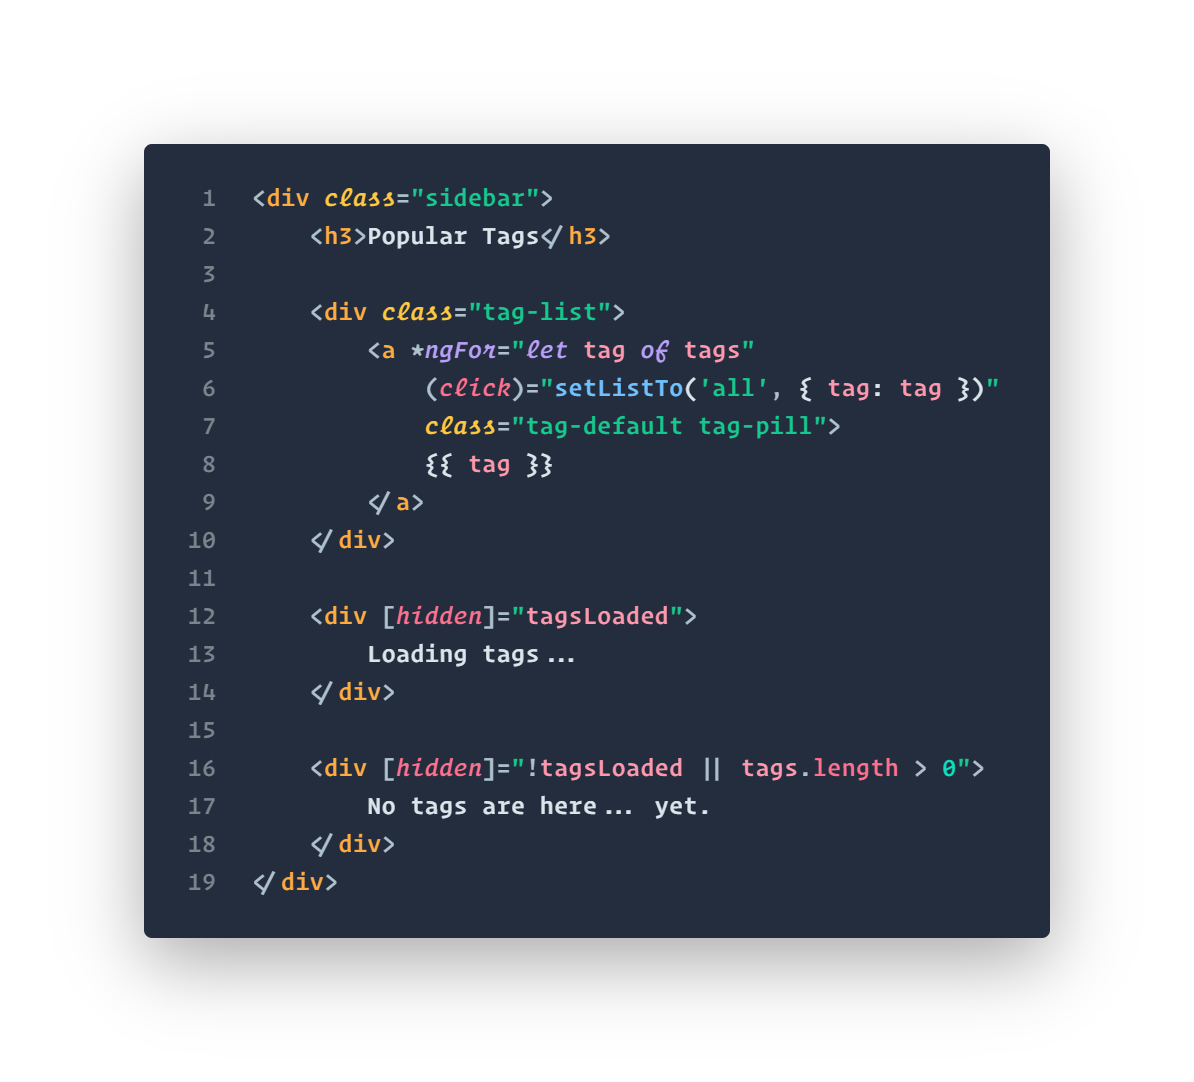 1 <div class="sidebar">
2     <h3>Popular Tags</h3>
3
4     <div class="tag-list">
5         <a *ngFor="let tag of tags"
6             (click)="setListTo('all', { tag: tag })"
7             class="tag-default tag-pill">
8             {{ tag }}
9         </a>
10     </div>
11
12     <div [hidden]="tagsLoaded">
13         Loading tags...
14     </div>
15
16     <div [hidden]="!tagsLoaded || tags.length > 0">
17         No tags are here... yet.
18     </div>
19 </div>